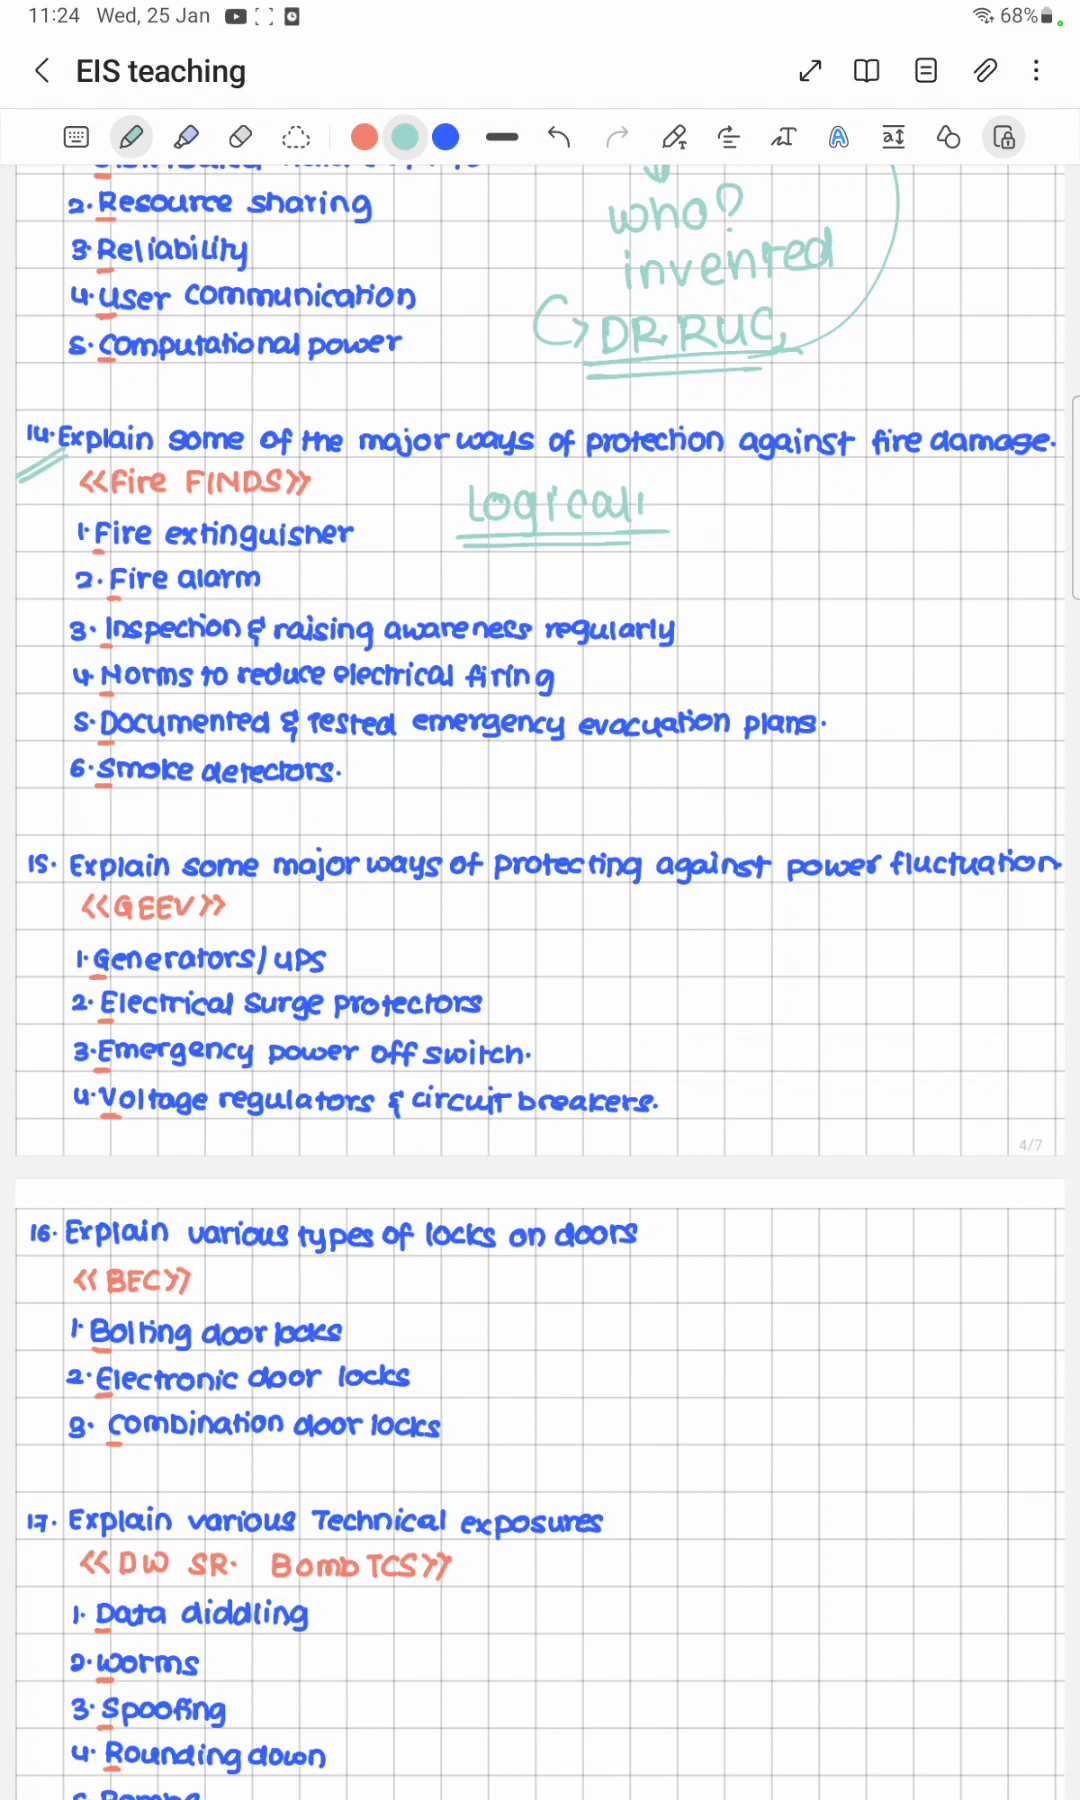 11:24 Wed, 25 Jan
68%
EIS teaching
2. Resource sharing
3. Reliability
4. User communication
5. Computational power
who?
invented
DR. RUC
14. Explain some of the major ways of protection against fire damage.
<<Fire FINDS>>
Logical
1. Fire extinguisher
2. Fire alarm
3. Inspection & raising awareness regularly
4. Norms to reduce electrical firing
5. Documented & tested emergency evacuation plans.
6. Smoke detectors.
15. Explain some major ways of protecting against power fluctuation.
<<GEEV>>
1. Generators/UPS
2. Electrical surge protectors
3. Emergency power off switch.
4. Voltage regulators & circuit breakers.
4/7
16. Explain various types of locks on doors
<<BEC>>
1. Bolting door locks
2. Electronic door locks
3. Combination door locks
17. Explain various Technical exposures
<<DW SR. Bomb TCS>>
1. Data diddling
2. Worms
3. Spoofing
4. Rounding down